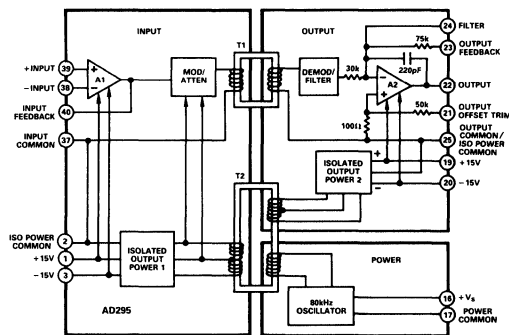 INPUT
OUTPUT
T1
39
+INPUT
38
-INPUT
40
INPUT
FEEDBACK
37
INPUT
COMMON
A1
+
-
MOD/
ATTEN
DEMOD/
FILTER
30k
75k
220pF
-
+
A2
100Ω
50k
24 FILTER
23 OUTPUT
FEEDBACK
22 OUTPUT
21 OUTPUT
OFFSET TRIM
25 OUTPUT
COMMON/
ISO POWER
COMMON
19 +15V
20 -15V
ISOLATED
OUTPUT
POWER 2
+
-
T2
ISO POWER
COMMON
2
+15V 1
-15V 3
ISOLATED
OUTPUT
POWER 1
AD295
POWER
80kHz
OSCILLATOR
16 +VS
17 POWER
COMMON